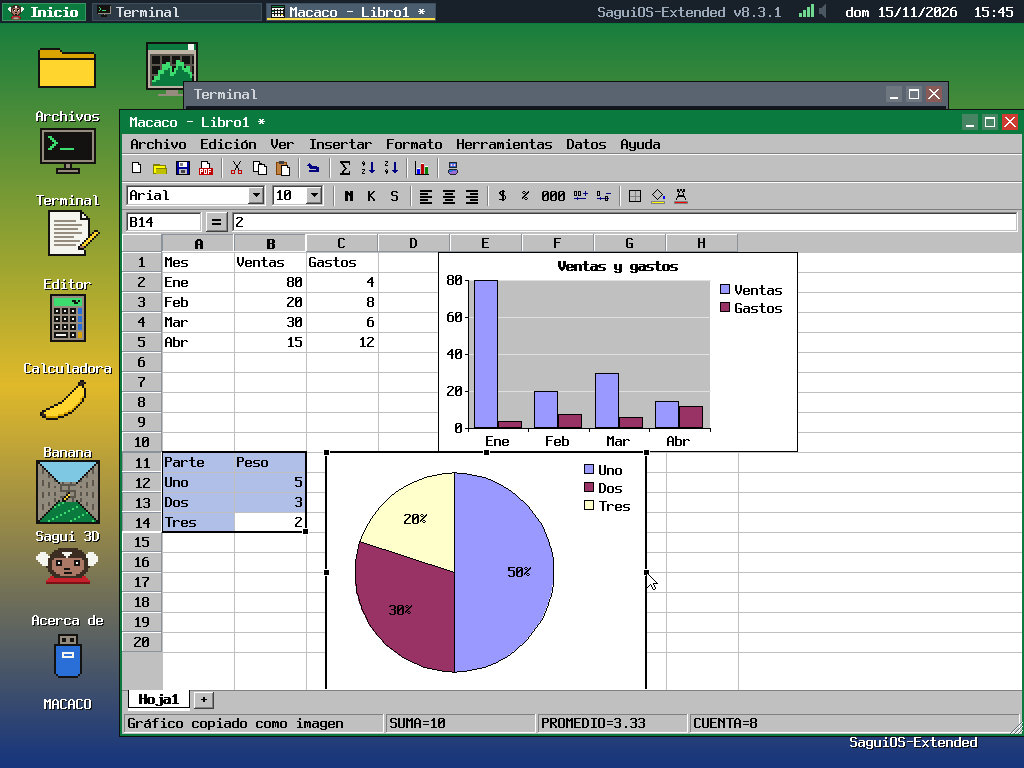 Inicio Terminal Macaco - Libro1 * SaguiOS-Extended v8.3.1 dom 15/11/2026 15:45
Archivos
Terminal
Editor
Calculadora
Banana
Sagui 3D
Acerca de
MACACO
Terminal
Macaco - Libro1 *
Archivo Edición Ver Insertar Formato Herramientas Datos Ayuda
PDF
Arial 10 N K S $ % 000
B14 = 2
A B C D E F G H
1 Mes Ventas Gastos
2 Ene 80 4
3 Feb 20 8
4 Mar 30 6
5 Abr 15 12
6
7
8
9
10
11 Parte Peso
12 Uno 5
13 Dos 3
14 Tres 2
15
16
17
18
19
20
Ventas y gastos
80
60
40
20
0
Ene Feb Mar Abr
Ventas
Gastos
Uno
Dos
Tres
20%
50%
30%
Hoja1 +
Gráfico copiado como imagen SUMA=10 PROMEDIO=3.33 CUENTA=8
SaguiOS-Extended